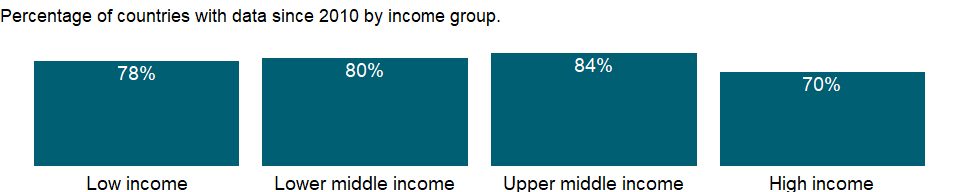 Percentage of countries with data since 2010 by income group.
78% 80% 84% 70%
Low income Lower middle income Upper middle income High income